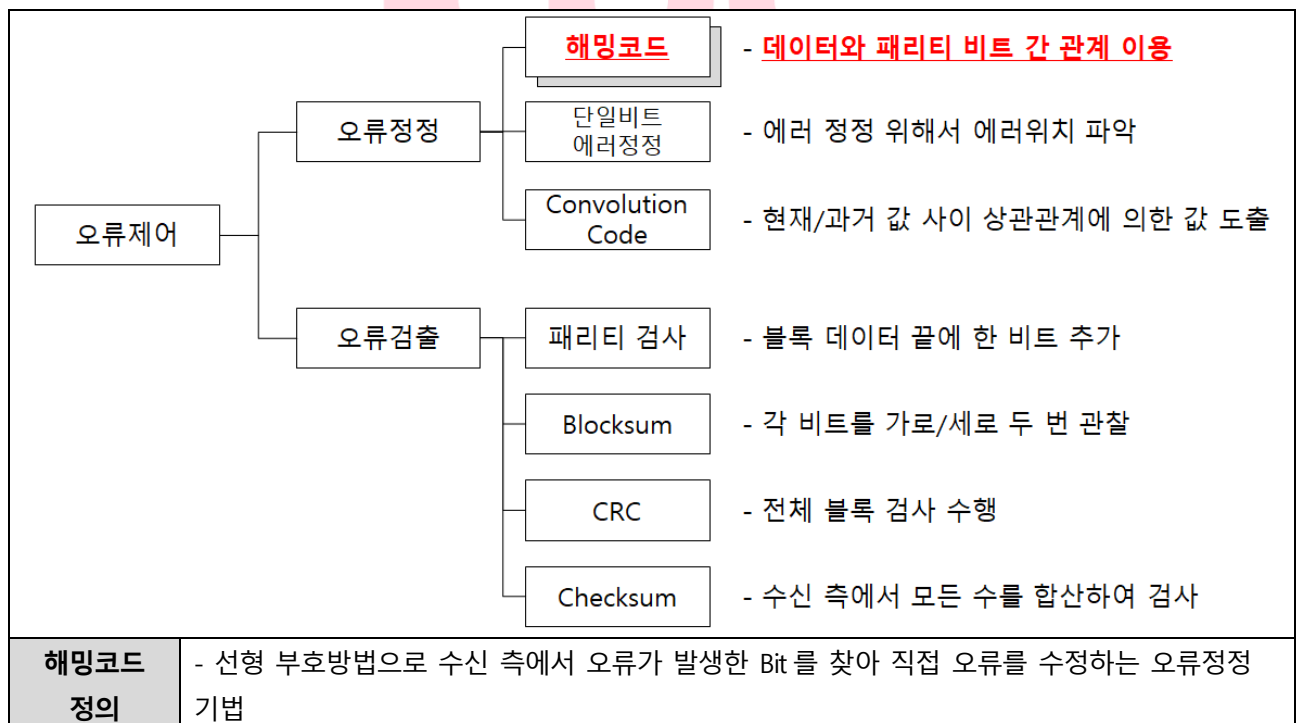 해밍코드 - 데이터와 패리티 비트 간 관계 이용
오류정정
단일비트
에러정정 - 에러 정정 위해서 에러위치 파악
Convolution
Code - 현재/과거 값 사이 상관관계에 의한 값 도출
오류제어
오류검출
패리티 검사 - 블록 데이터 끝에 한 비트 추가
Blocksum - 각 비트를 가로/세로 두 번 관찰
CRC - 전체 블록 검사 수행
Checksum - 수신 측에서 모든 수를 합산하여 검사
해밍코드
정의
- 선형 부호방법으로 수신 측에서 오류가 발생한 Bit 를 찾아 직접 오류를 수정하는 오류정정
기법